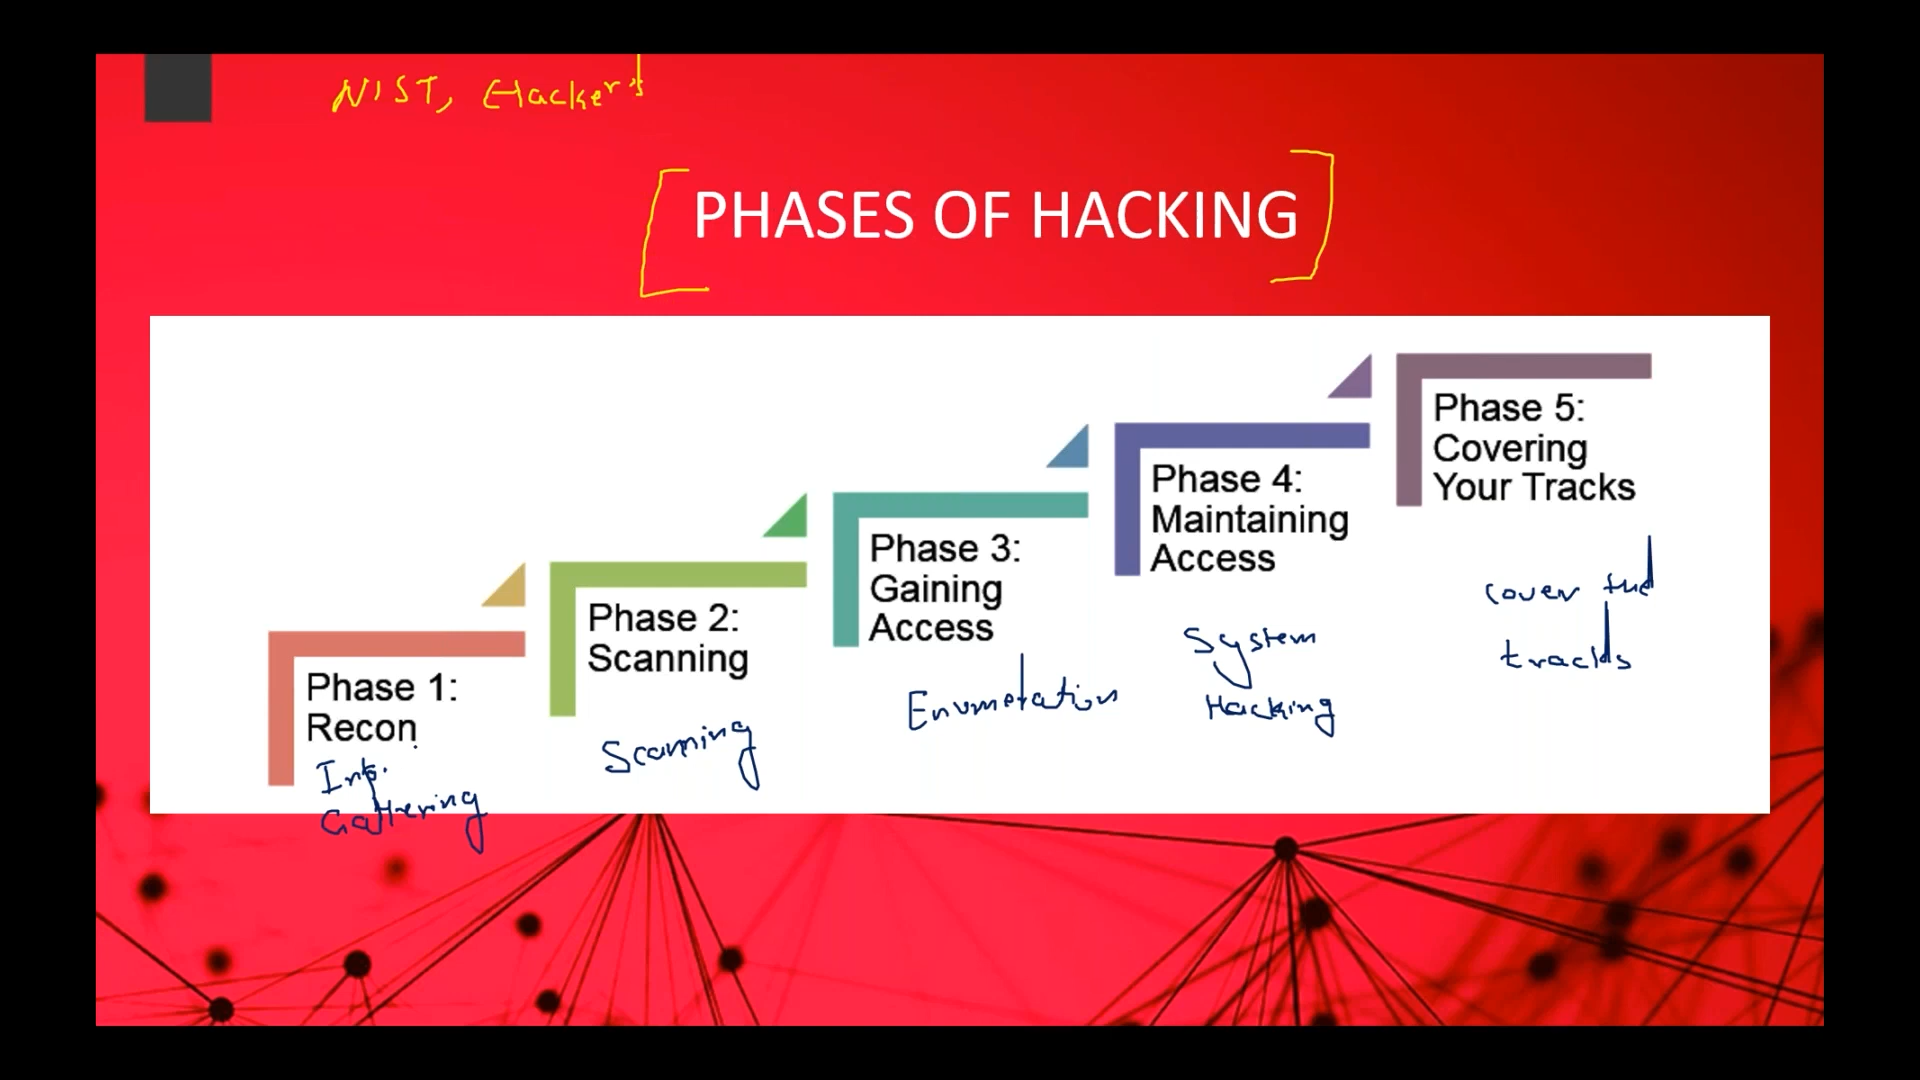 NIST, Hacker's
PHASES OF HACKING
Phase 1:
Recon
Info.
Gathering
Phase 2:
Scanning
Scanning
Phase 3:
Gaining
Access
Enumeration
Phase 4:
Maintaining
Access
System
Hacking
Phase 5:
Covering
Your Tracks
cover the
tracks